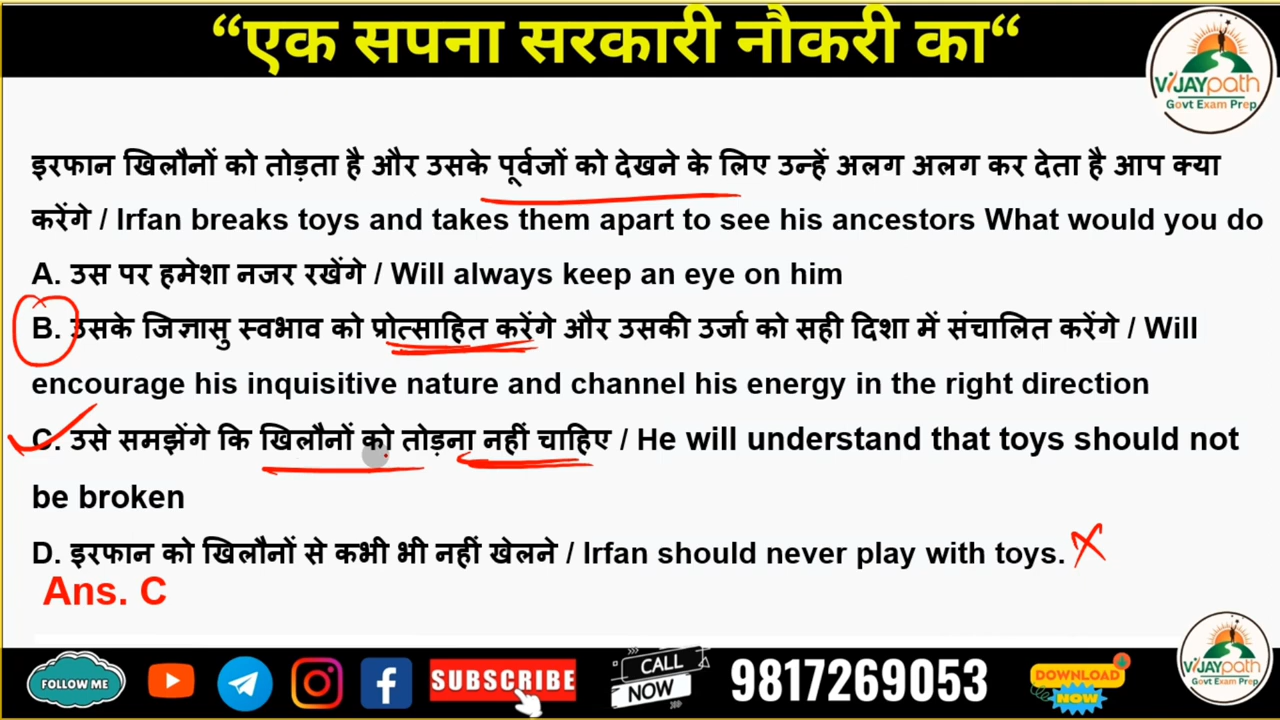 “एक सपना सरकारी नौकरी का“
VIJAYpath
Govt Exam Prep
इरफान खिलौनों को तोड़ता है और उसके पूर्वजों को देखने के लिए उन्हें अलग अलग कर देता है आप क्या
करेंगे / Irfan breaks toys and takes them apart to see his ancestors What would you do
A. उस पर हमेशा नजर रखेंगे / Will always keep an eye on him
B. उसके जिज्ञासु स्वभाव को प्रोत्साहित करेंगे और उसकी उर्जा को सही दिशा में संचालित करेंगे / Will
encourage his inquisitive nature and channel his energy in the right direction
C. उसे समझेंगे कि खिलौनों को तोड़ना नहीं चाहिए / He will understand that toys should not
be broken
D. इरफान को खिलौनों से कभी भी नहीं खेलने / Irfan should never play with toys.
Ans. C
FOLLOW ME
SUBSCRIBE
CALL
NOW
9817269053
DOWNLOAD
NOW
VIJAYpath
Govt Exam Prep